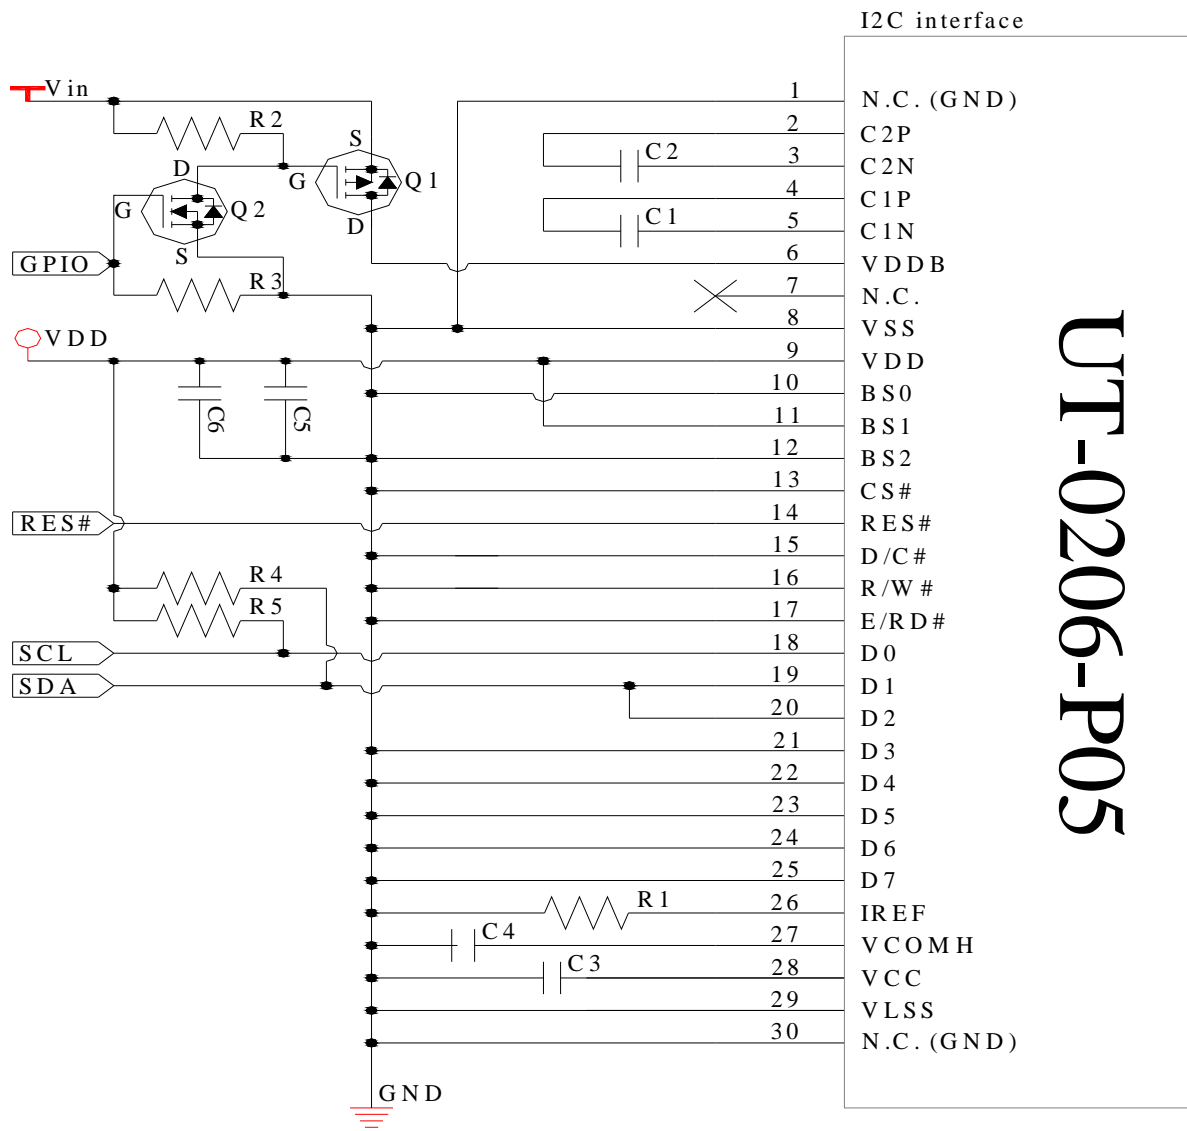 I2C interface
Vin
R2
S
G
Q1
D
D
G
Q2
S
GPIO
R3
VDD
C6
C5
RES#
R4
R5
SCL
SDA
C2
C1
R1
C4
C3
GND
1 N.C. (GND)
2 C2P
3 C2N
4 C1P
5 C1N
6 VDDB
7 N.C.
8 VSS
9 VDD
10 BS0
11 BS1
12 BS2
13 CS#
14 RES#
15 D/C#
16 R/W#
17 E/RD#
18 D0
19 D1
20 D2
21 D3
22 D4
23 D5
24 D6
25 D7
26 IREF
27 VCOMH
28 VCC
29 VLSS
30 N.C. (GND)
UT-0206-P05